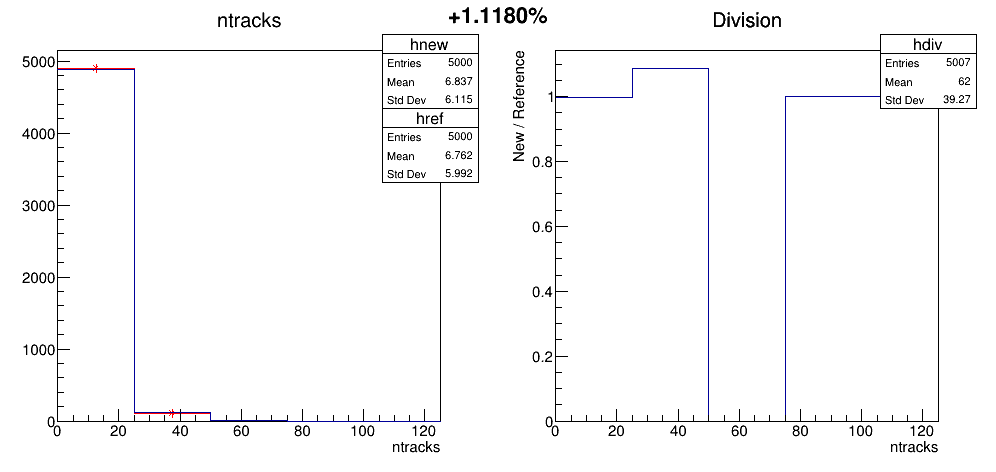 +1.1180%
ntracks
hnew
Entries 5000
Mean 6.837
Std Dev 6.115
href
Entries 5000
Mean 6.762
Std Dev 5.992
5000
4000
3000
2000
1000
0
0 20 40 60 80 100 120
ntracks
Division
hdiv
Entries 5007
Mean 62
Std Dev 39.27
New / Reference
1
0.8
0.6
0.4
0.2
0
0 20 40 60 80 100 120
ntracks